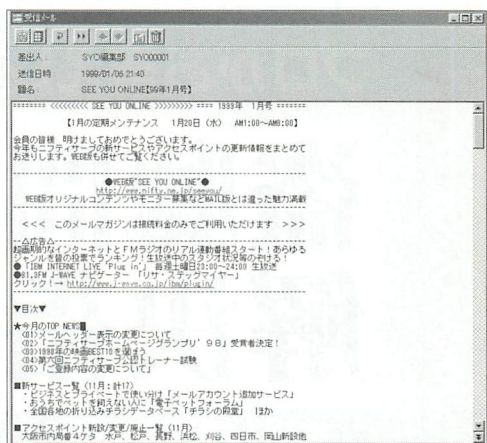 受信メール
差出人: SYO編集部 SYO00001
送信日時 1999/01/06 21:40
題名: SEE YOU ONLINE【99年1月号】
======= <<<<<<<<< SEE YOU ONLINE >>>>>>>>> ==== 1999年 1月号 =======
【1月の定期メンテナンス 1月20日(水) AM1:00~AM8:00】
会員の皆様 明けましておめでとうございます。
今年もニフティサーブの新サービスやアクセスポイントの更新情報をまとめて
お送りします。WEB版も併せてご覧ください。
●WEB版"SEE YOU ONLINE"●
http://www.nifty.ne.jp/seeyou/
WEB版オリジナルコンテンツやモニター募集などMAIL版とは違った魅力満載
<<< このメールマガジンは接続料金のみでご利用いただけます >>>
--△広告△--
超画期的なインターネットとFMラジオのリアル連動番組スタート!あらゆる
ジャンルを皆の投票でランキング!生放送中のスタジオ状況等のぞける!
●「IBM INTERNET LIVE "Plug in"」 毎週土曜日23:00~24:00 生放送
●81.3FM J-WAVE ナビゲーター 「リサ・ステッグマイヤー」
クリック!→ http://www.j-wave.co.jp/ibm/plugin/
▼目次▼
★今月のTOP NEWS
<01>メールヘッダー表示の変更について
<02>「ニフティサーブホームページグランプリ'98」受賞者決定!
<03>1998年の映画BEST10を選ぼう
<04>第六回ニフティサーブ公認トレーナー試験
<05>「ご登録内容の変更について」
■新サービス一覧(11月:計17)
・ビジネスとプライベートで使い分け「メールアカウント追加サービス」
・おうちでペットを飼えない人に「電子ペットフォーラム」
・全国各地の折り込みチラシデータベース「チラシの殿堂」 ほか
■アクセスポイント新設/変更/廃止一覧(11月)
大阪市内局番4ケタ 水戸、松戸、長野、浜松、刈谷、四日市、岡山新設他